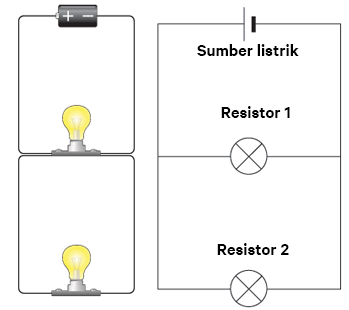 + −
Sumber listrik
Resistor 1
Resistor 2